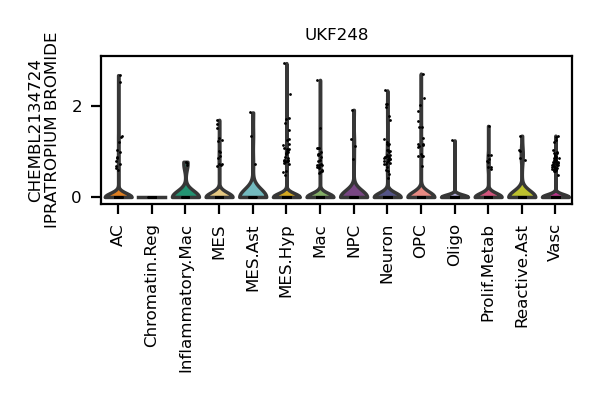 UKF248
CHEMBL2134724
IPRATROPIUM BROMIDE
2
0
AC
Chromatin.Reg
Inflammatory.Mac
MES
MES.Ast
MES.Hyp
Mac
NPC
Neuron
OPC
Oligo
Prolif.Metab
Reactive.Ast
Vasc